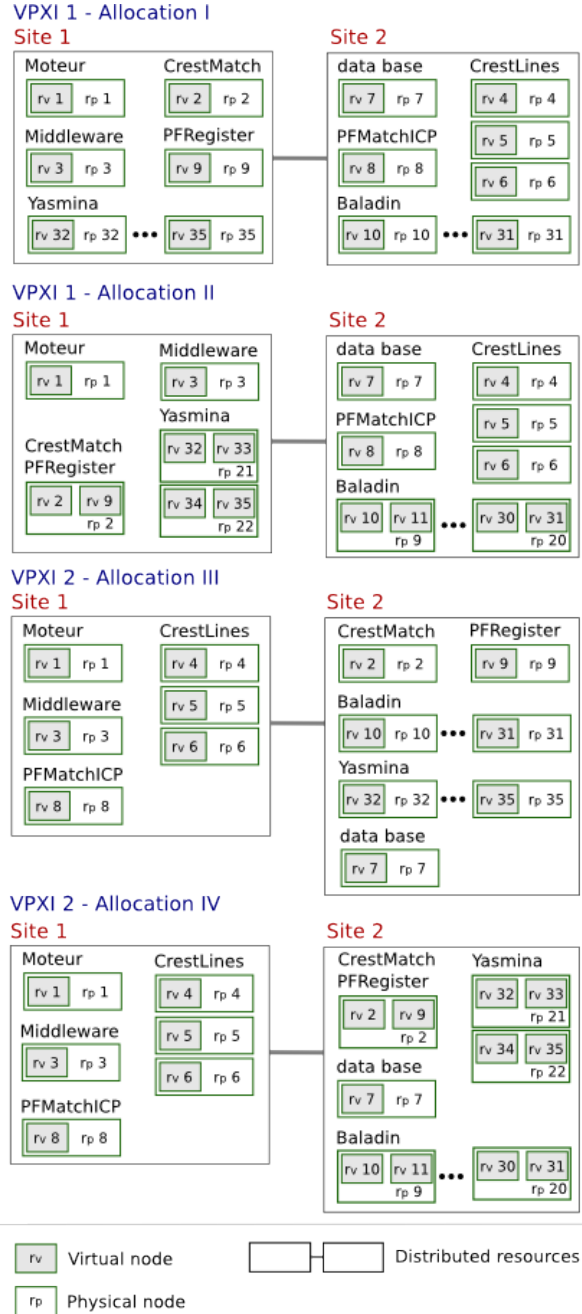 VPXI 1 - Allocation I
Site 1
Site 2
Moteur CrestMatch
rv 1 rp 1 rv 2 rp 2
Middleware PFRegister
rv 3 rp 3 rv 9 rp 9
Yasmina
rv 32 rp 32 ••• rv 35 rp 35
data base CrestLines
rv 7 rp 7 rv 4 rp 4
PFMatchICP rv 5 rp 5
rv 8 rp 8 rv 6 rp 6
Baladin
rv 10 rp 10 ••• rv 31 rp 31
VPXI 1 - Allocation II
Site 1
Site 2
Moteur Middleware
rv 1 rp 1 rv 3 rp 3
Yasmina
CrestMatch rv 32 rv 33
PFRegister rp 21
rv 2 rv 9 rv 34 rv 35
rp 2 rp 22
data base CrestLines
rv 7 rp 7 rv 4 rp 4
PFMatchICP rv 5 rp 5
rv 8 rp 8 rv 6 rp 6
Baladin
rv 10 rv 11 ••• rv 30 rv 31
rp 9 rp 20
VPXI 2 - Allocation III
Site 1
Site 2
Moteur CrestLines
rv 1 rp 1 rv 4 rp 4
Middleware rv 5 rp 5
rv 3 rp 3 rv 6 rp 6
PFMatchICP
rv 8 rp 8
CrestMatch PFRegister
rv 2 rp 2 rv 9 rp 9
Baladin
rv 10 rp 10 ••• rv 31 rp 31
Yasmina
rv 32 rp 32 ••• rv 35 rp 35
data base
rv 7 rp 7
VPXI 2 - Allocation IV
Site 1
Site 2
Moteur CrestLines
rv 1 rp 1 rv 4 rp 4
Middleware rv 5 rp 5
rv 3 rp 3 rv 6 rp 6
PFMatchICP
rv 8 rp 8
CrestMatch Yasmina
PFRegister rv 32 rv 33
rv 2 rv 9 rp 21
rp 2 rv 34 rv 35
data base rp 22
rv 7 rp 7
Baladin
rv 10 rv 11 ••• rv 30 rv 31
rp 9 rp 20
rv Virtual node Distributed resources
rp Physical node